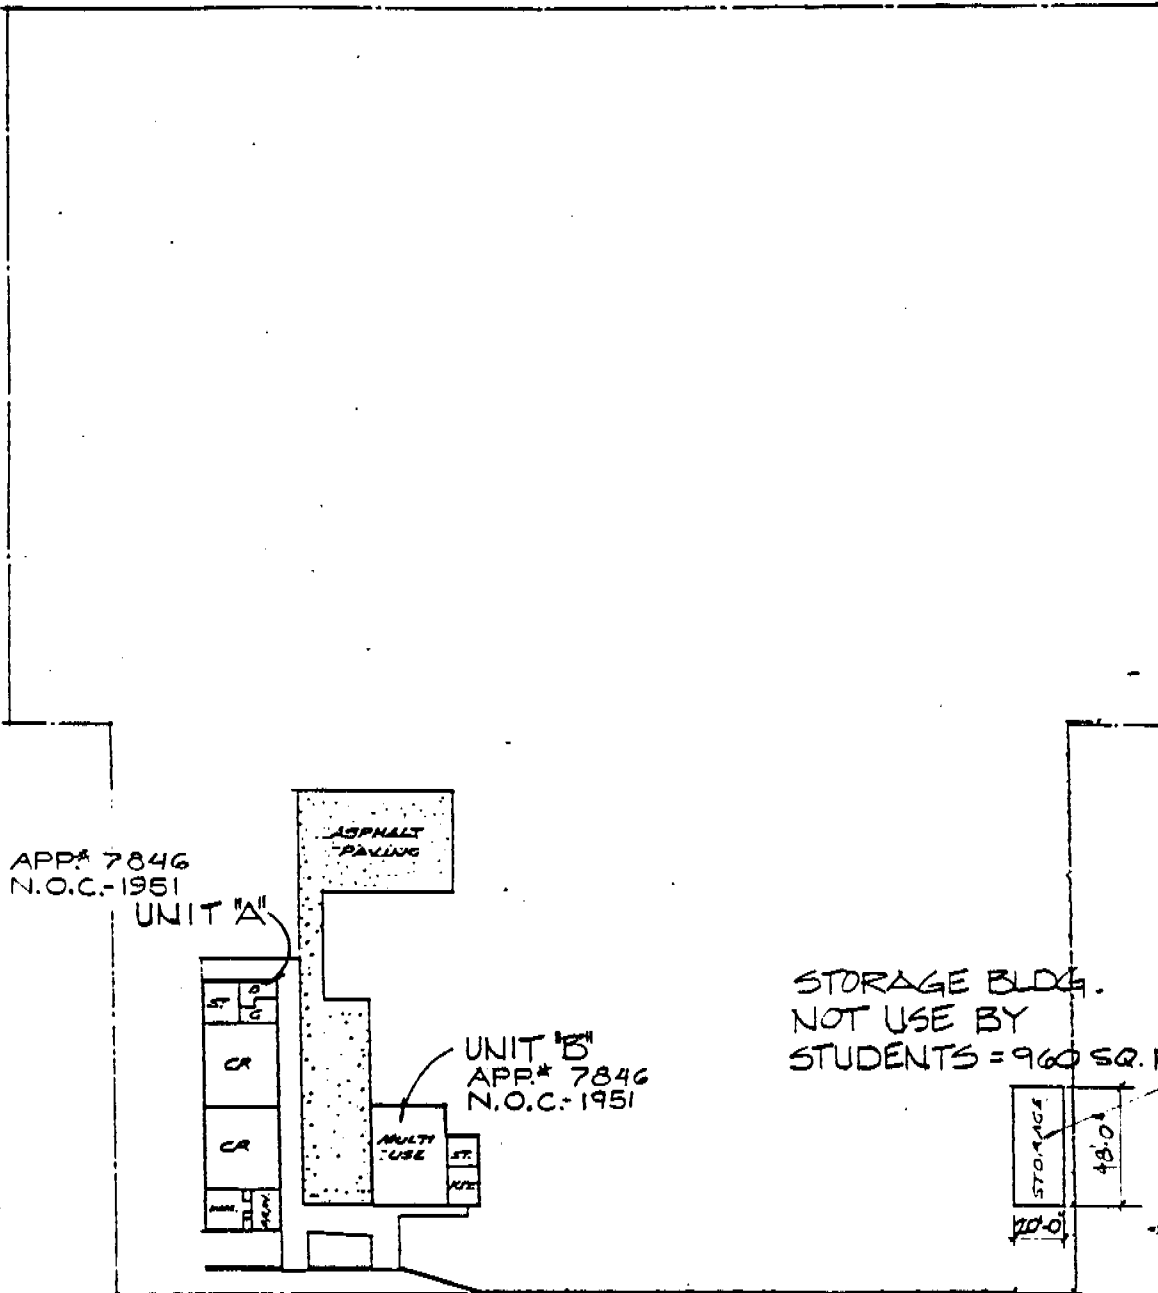 ASPHALT
PAVING
APP.# 7846
N.O.C.-1951
UNIT "A"
ST.
B
G
CR
CR
UNIT "B"
APP.# 7846
N.O.C.-1951
MULTI
USE
ST.
KIT.
STORAGE BLDG.
NOT USE BY
STUDENTS = 960 SQ.
STORAGE
48'-0"
20'-0"